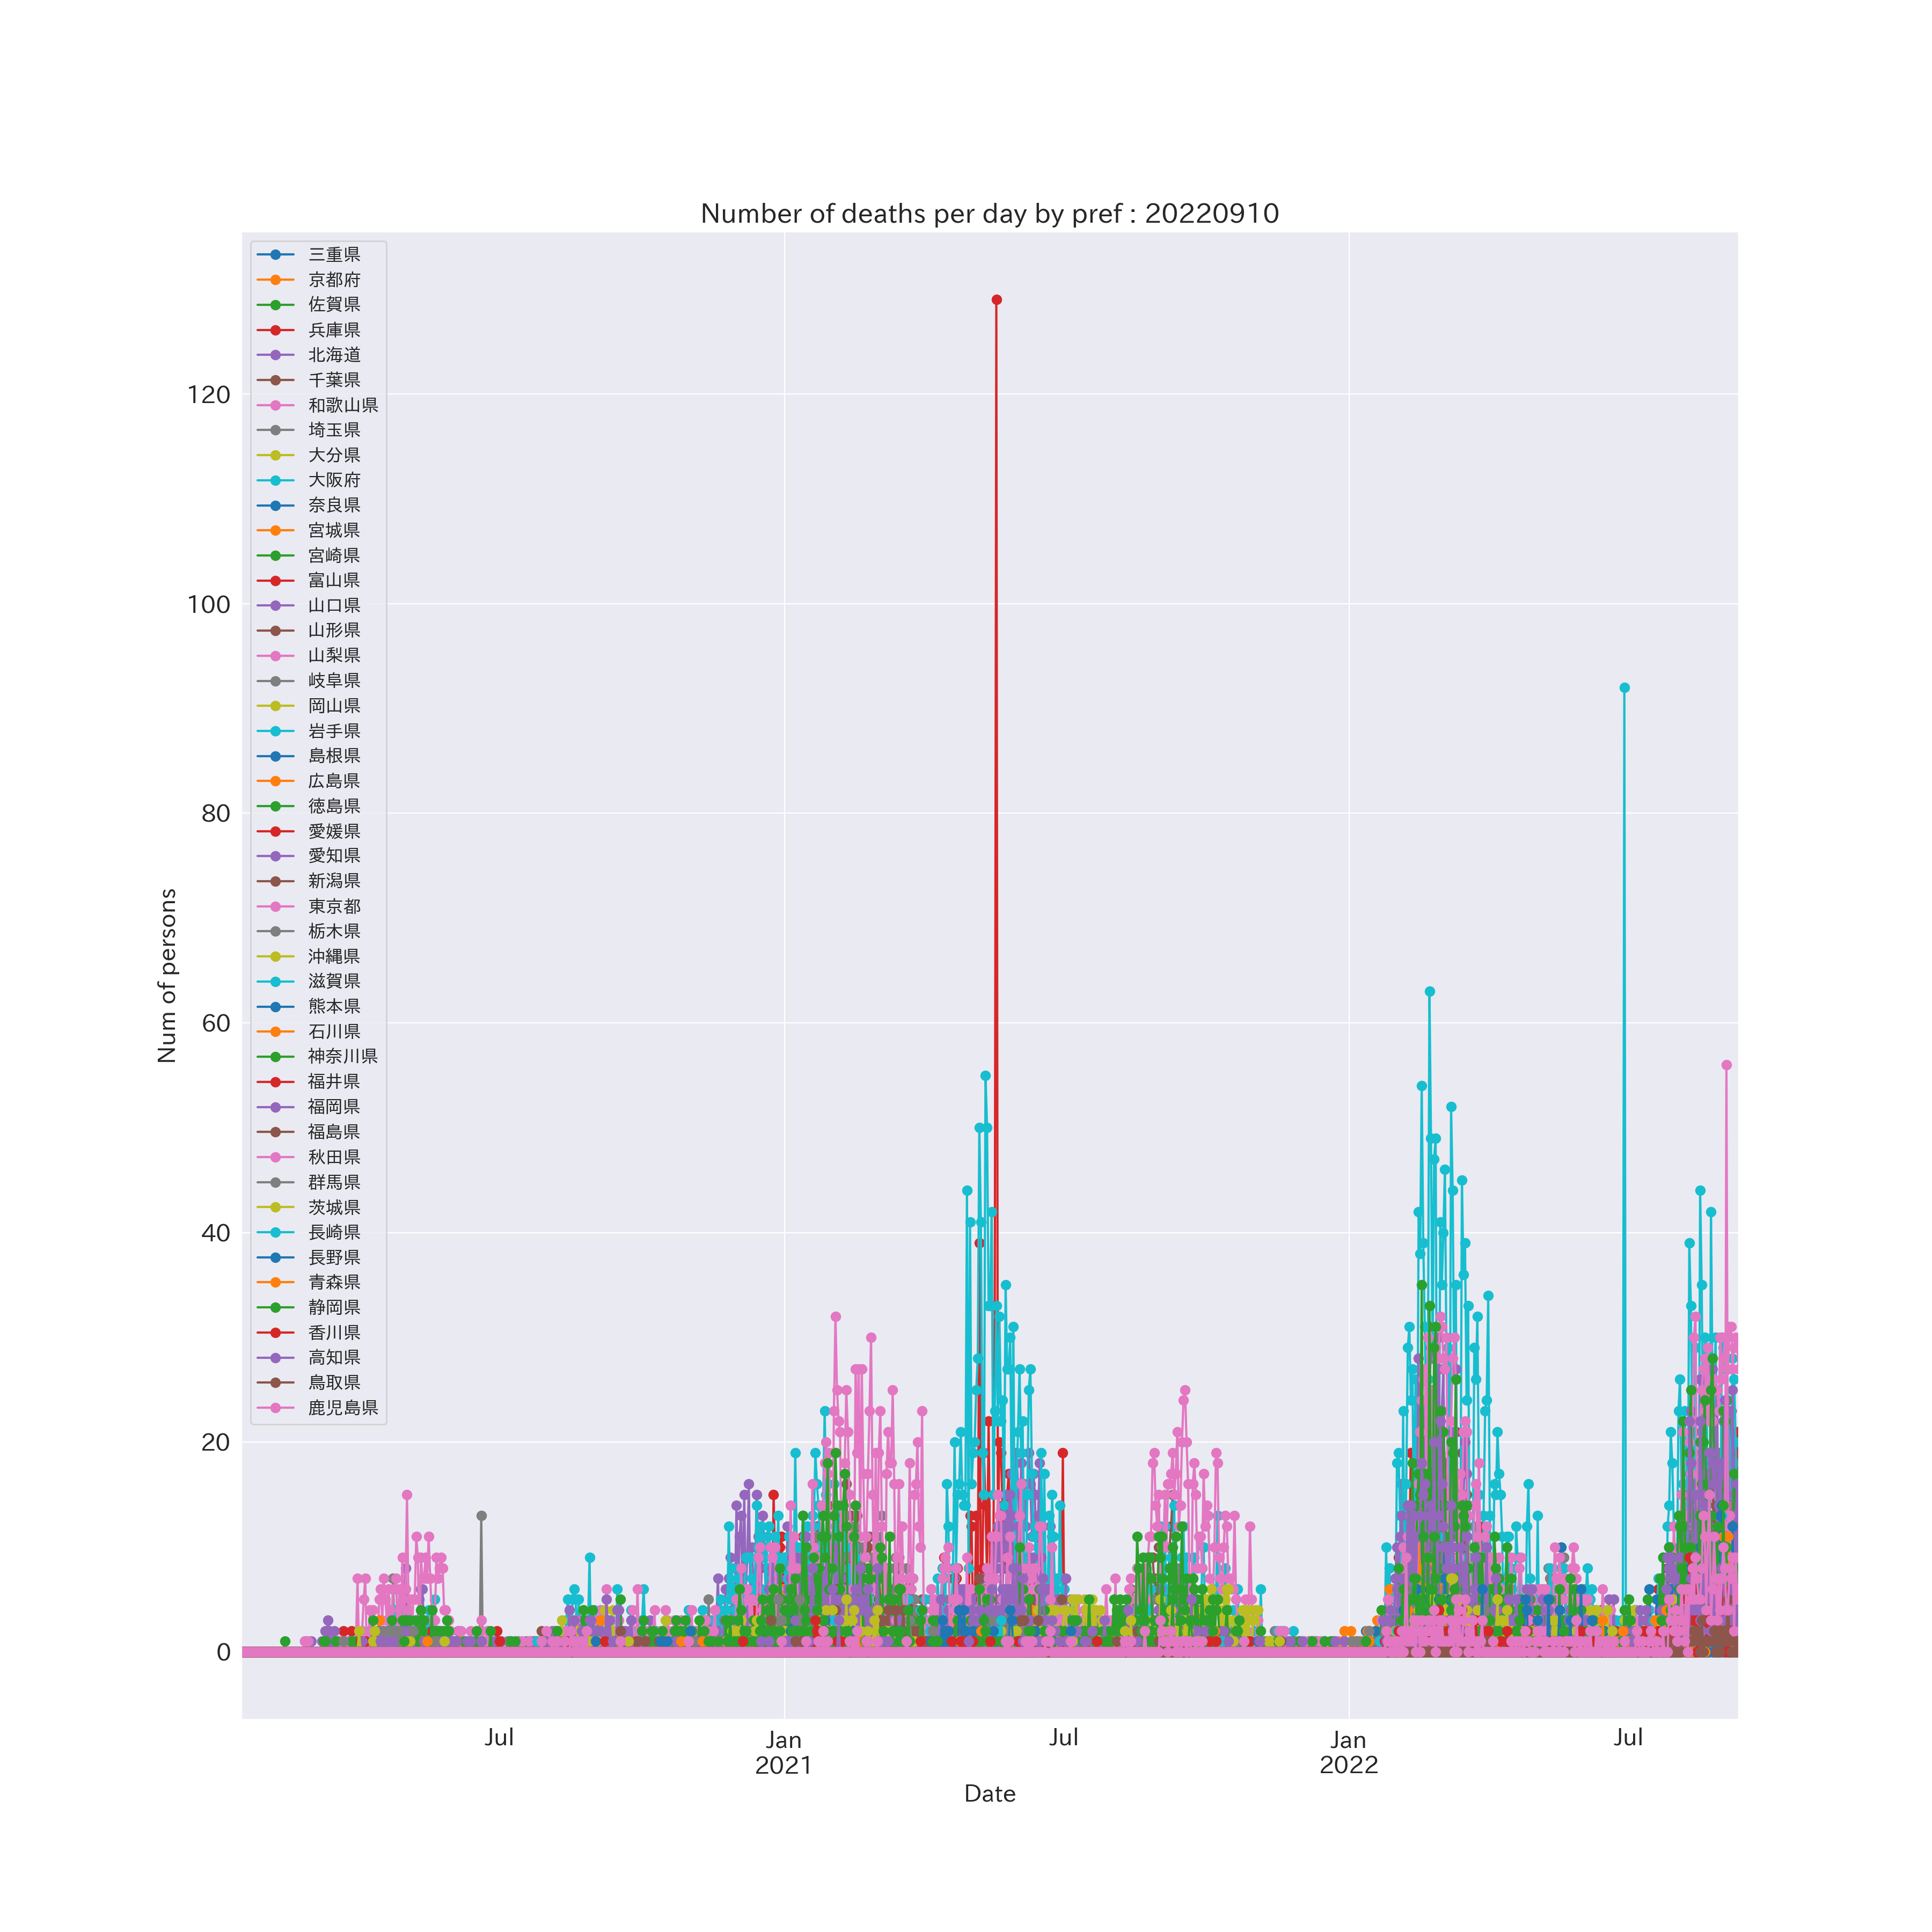 Number of deaths per day by pref : 20220910
三重県
京都府
佐賀県
兵庫県
北海道
千葉県
和歌山県
埼玉県
大分県
大阪府
奈良県
宮城県
宮崎県
富山県
山口県
山形県
山梨県
岐阜県
岡山県
岩手県
島根県
広島県
徳島県
愛媛県
愛知県
新潟県
東京都
栃木県
沖縄県
滋賀県
熊本県
石川県
神奈川県
福井県
福岡県
福島県
秋田県
群馬県
茨城県
長崎県
長野県
青森県
静岡県
香川県
高知県
鳥取県
鹿児島県
120
100
80
60
40
20
0
Num of persons
Jul
Jan
2021
Jul
Jan
2022
Jul
Date